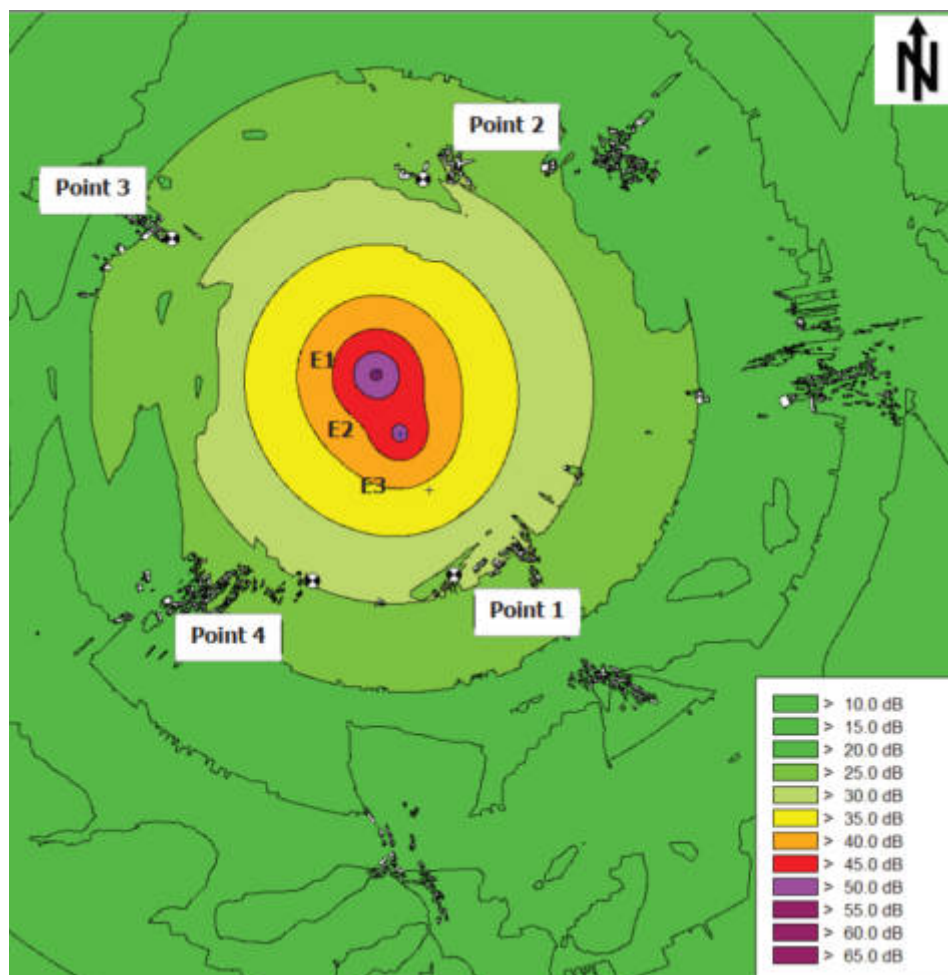 N
Point 2
Point 3
E1
E2
E3
Point 1
Point 4
> 10.0 dB
> 15.0 dB
> 20.0 dB
> 25.0 dB
> 30.0 dB
> 35.0 dB
> 40.0 dB
> 45.0 dB
> 50.0 dB
> 55.0 dB
> 60.0 dB
> 65.0 dB